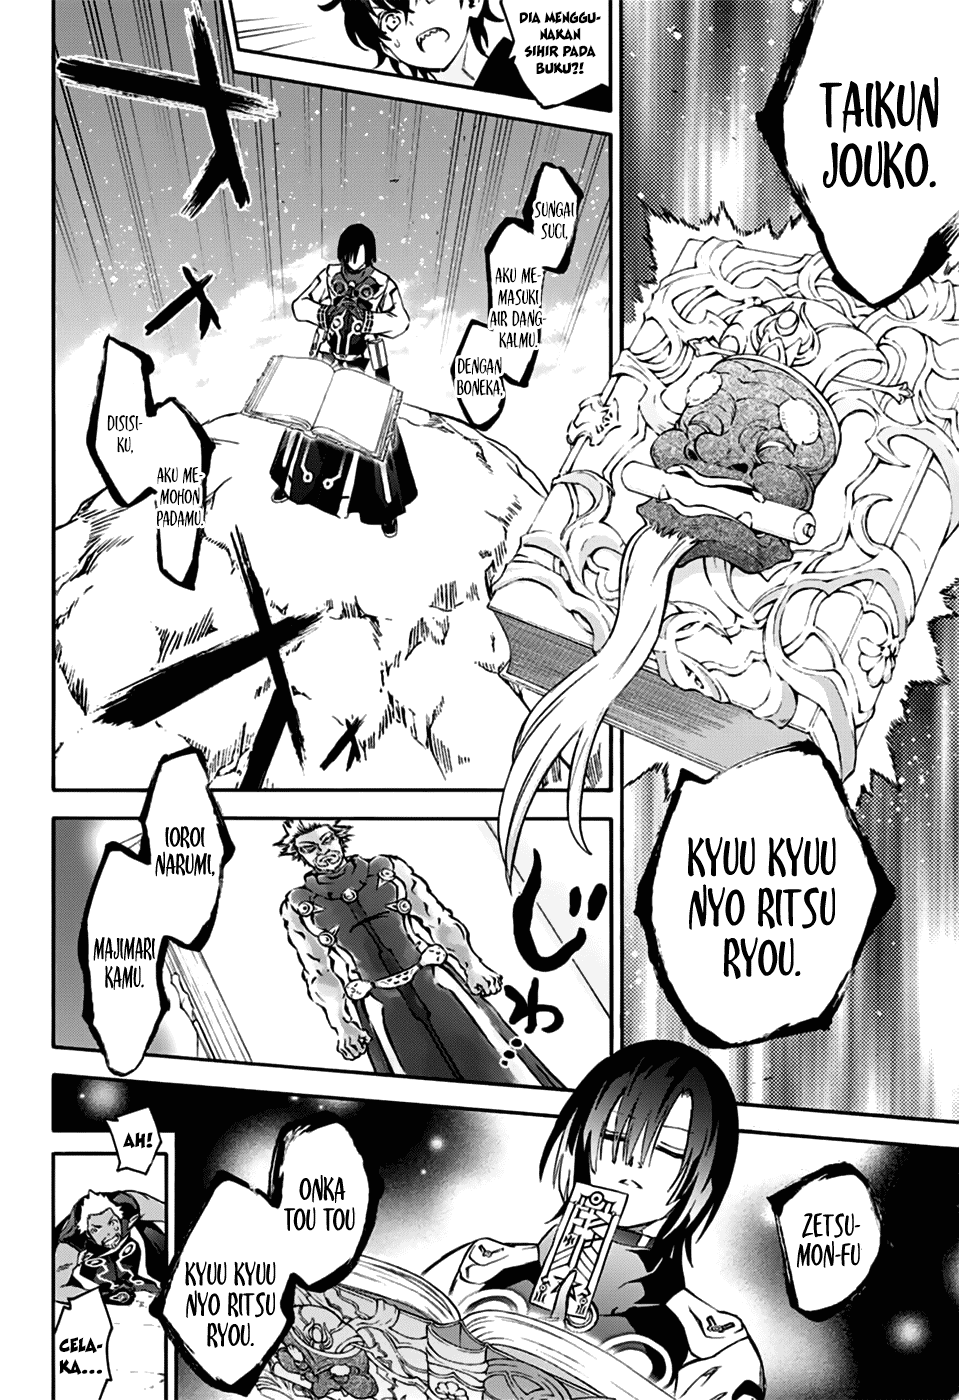 DIA MENGGU-
NAKAN
SIHIR PADA
BUKU?!
TAIKUN
JOUKO.
SUNGAI
SUCI,
AKU ME-
MASUKI
AIR DANG-
KALMU.
DENGAN
BONEKA,
DISISI-
KU,
AKU ME-
MOHON
PADAMU.
KYUU KYUU
NYO RITSU
RYOU.
IOROI
NARUMI,
MAJIMARI
KAMU.
じわ…
ZETSU-
MON-FU
ONKA
TOU TOU
KYUU KYUU
NYO RITSU
RYOU.
AH!
CELA-
KA...